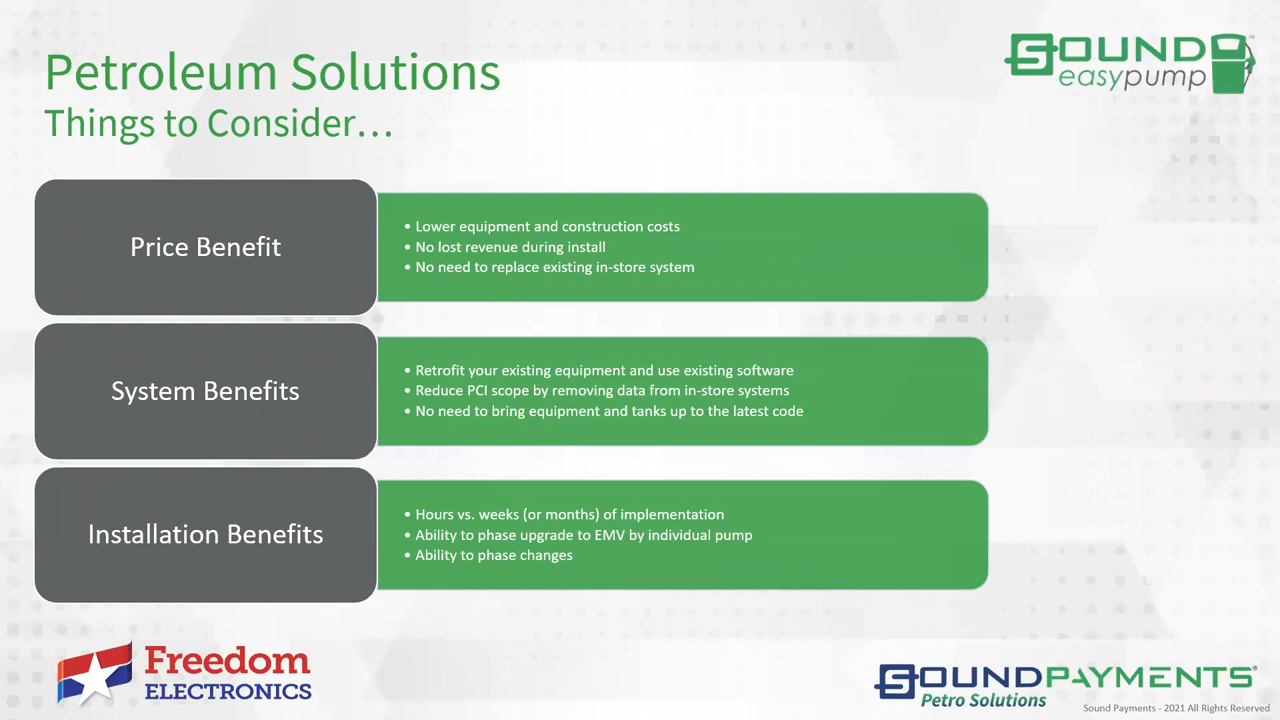 Petroleum Solutions
Things to Consider…
SOUND
easypump
Price Benefit
• Lower equipment and construction costs
• No lost revenue during install
• No need to replace existing in-store system
System Benefits
• Retrofit your existing equipment and use existing software
• Reduce PCI scope by removing data from in-store systems
• No need to bring equipment and tanks up to the latest code
Installation Benefits
• Hours vs. weeks (or months) of implementation
• Ability to phase upgrade to EMV by individual pump
• Ability to phase changes
Freedom
ELECTRONICS
SOUNDPAYMENTS®
Petro Solutions
Sound Payments - 2021 All Rights Reserved